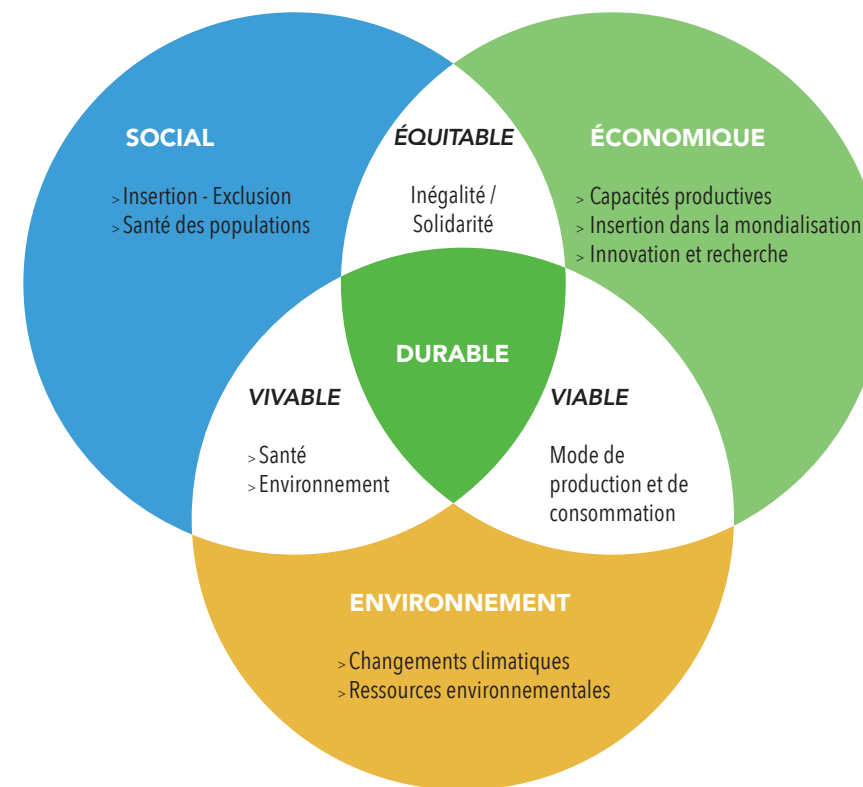 SOCIAL
> Insertion - Exclusion
> Santé des populations
ÉQUITABLE
Inégalité /
Solidarité
ÉCONOMIQUE
> Capacités productives
> Insertion dans la mondialisation
> Innovation et recherche
DURABLE
VIVABLE
> Santé
> Environnement
VIABLE
Mode de
production et de
consommation
ENVIRONNEMENT
> Changements climatiques
> Ressources environnementales